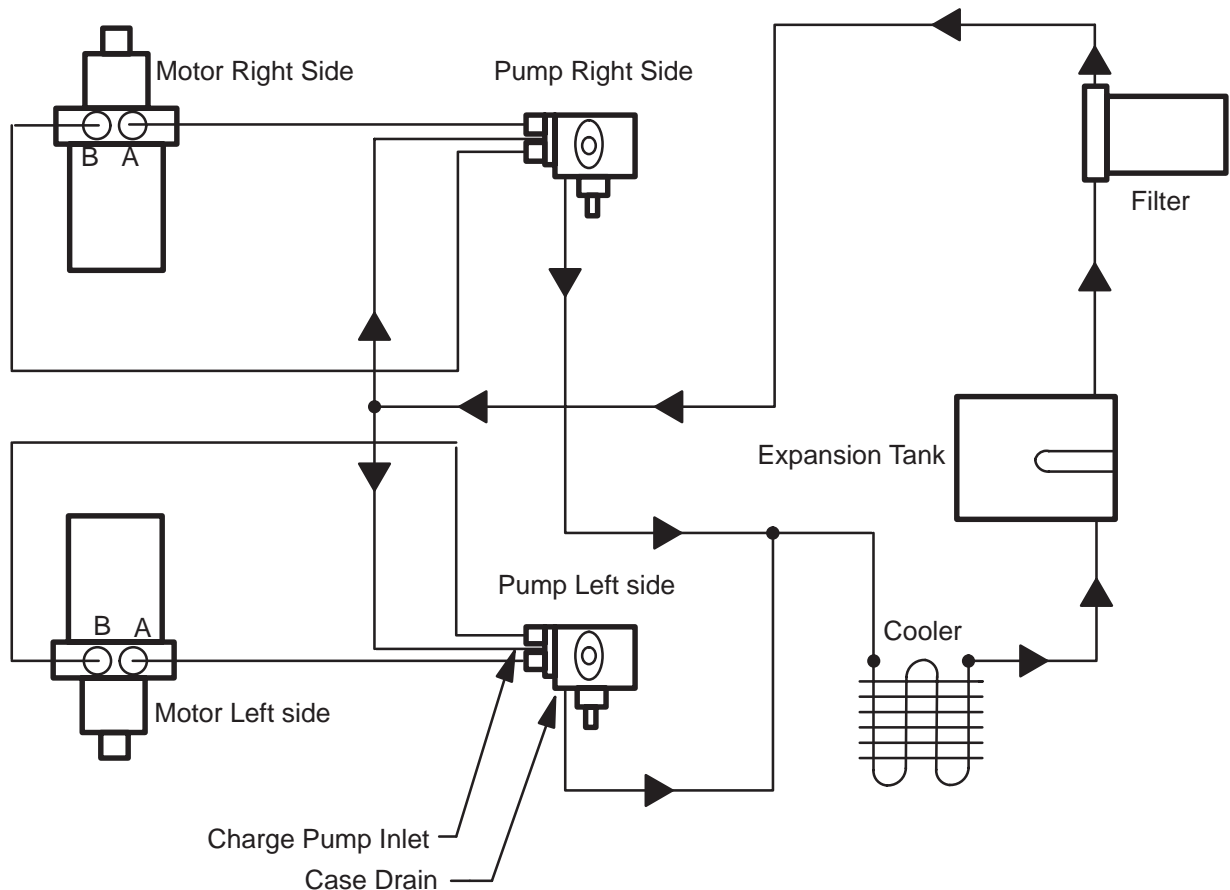 Motor Right Side
Pump Right Side
B A
Filter
Expansion Tank
Pump Left side
B A
Cooler
Motor Left side
Charge Pump Inlet
Case Drain